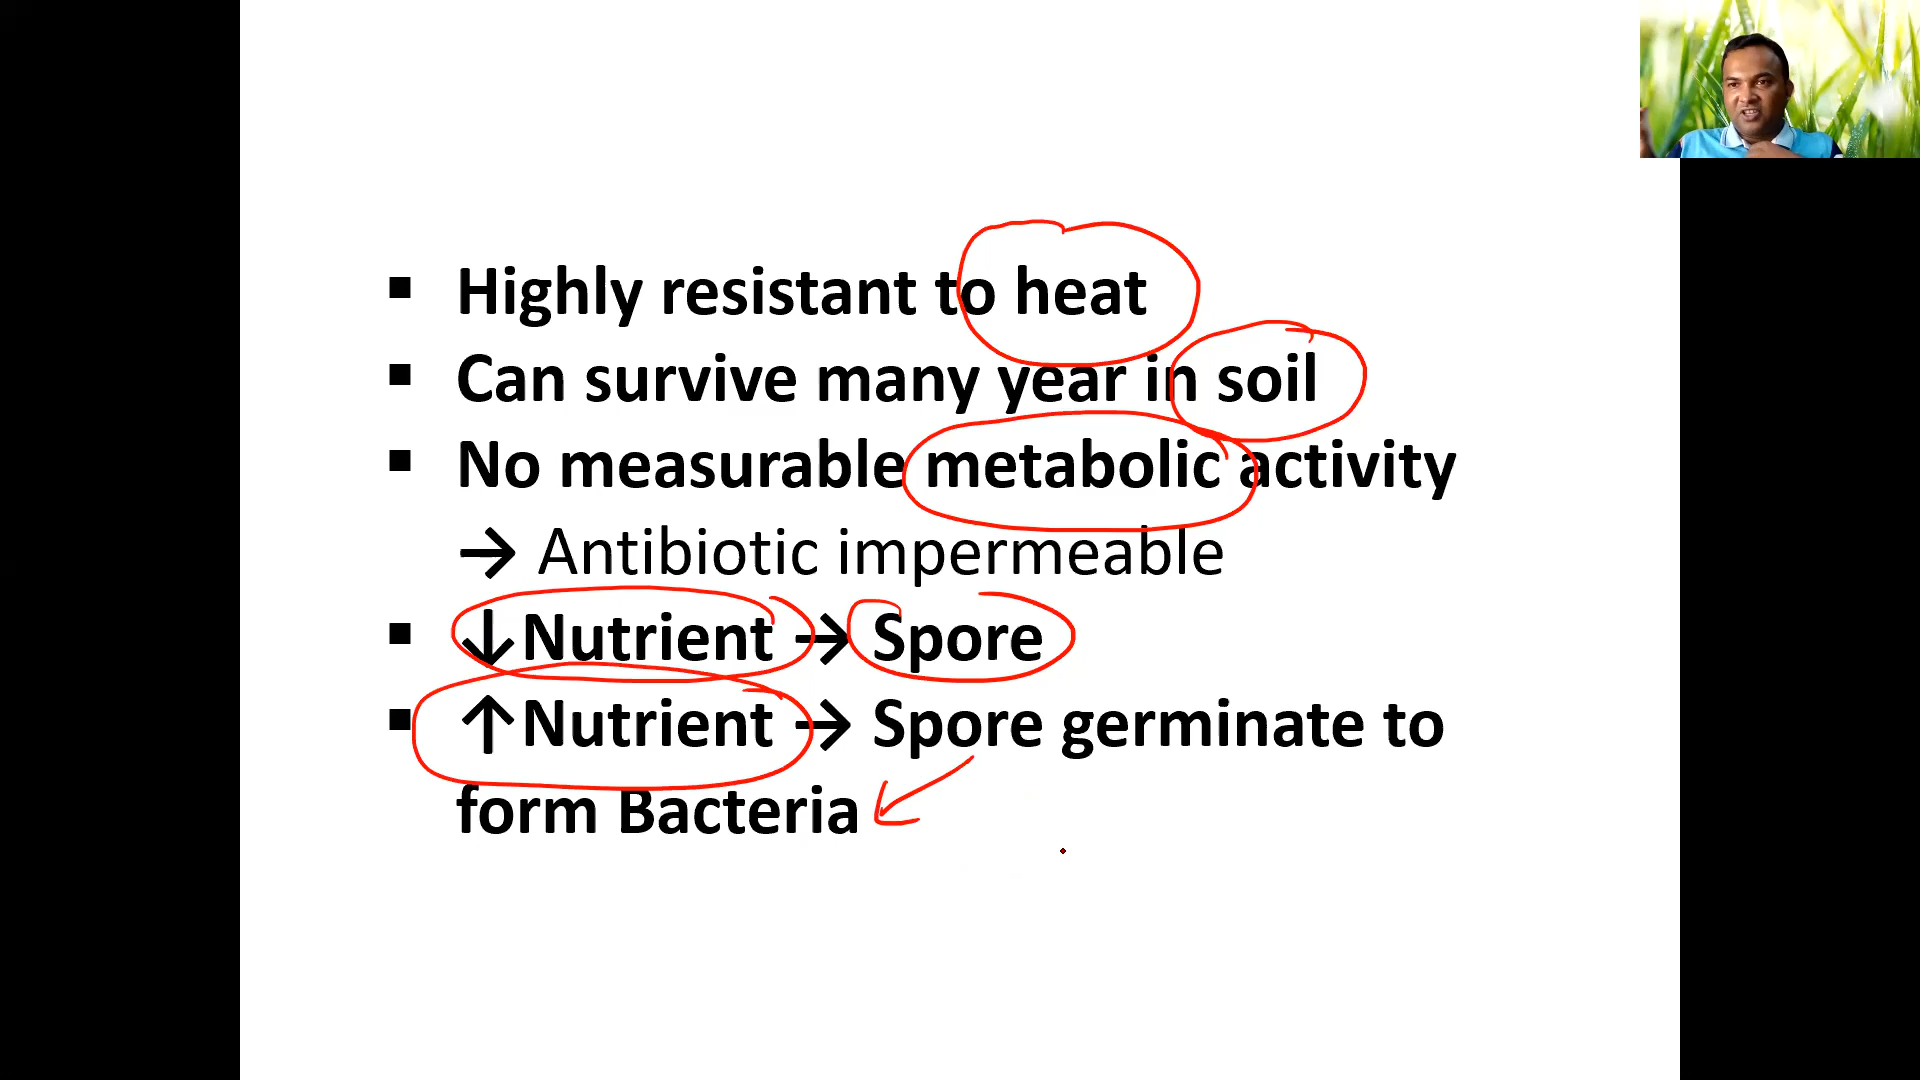 ▪ Highly resistant to heat
▪ Can survive many year in soil
▪ No measurable metabolic activity
→ Antibiotic impermeable
▪ ↓Nutrient → Spore
▪ ↑Nutrient → Spore germinate to
form Bacteria